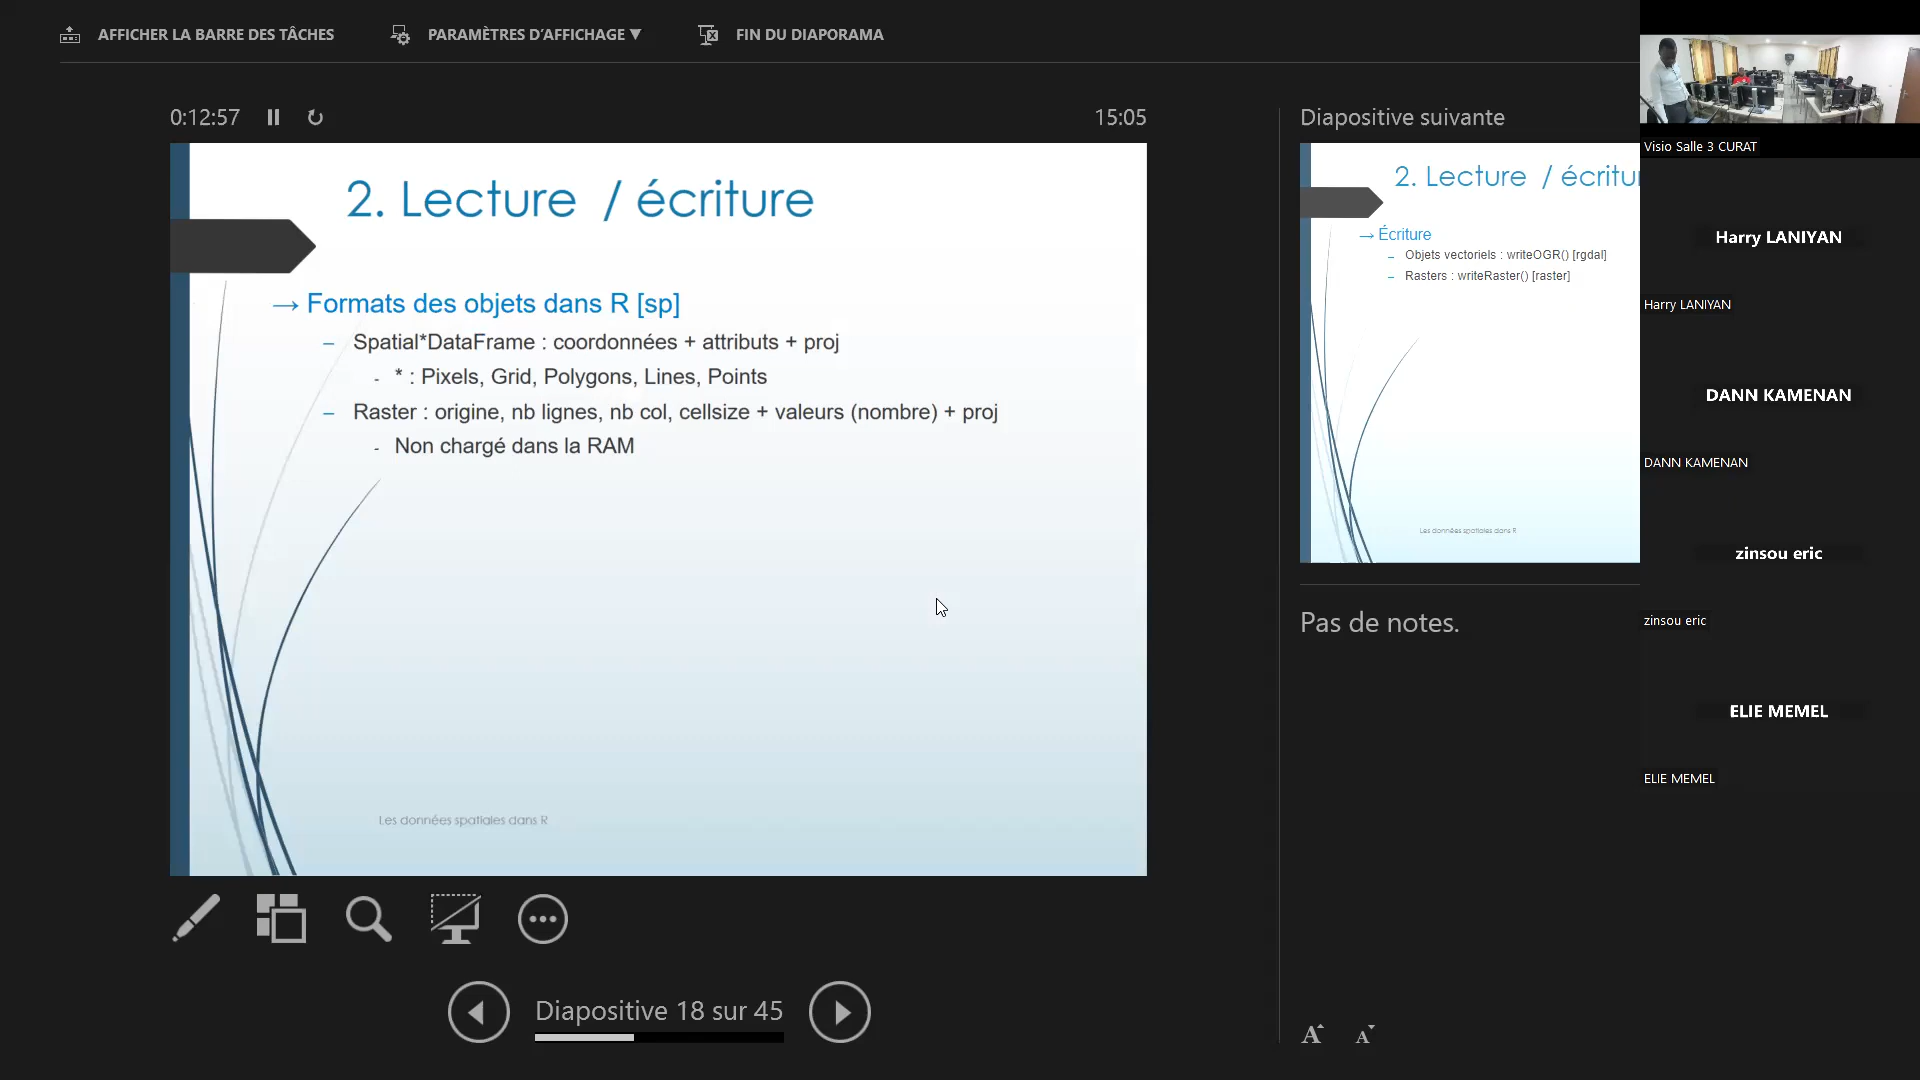 AFFICHER LA BARRE DES TÂCHES
PARAMÈTRES D'AFFICHAGE ▼
FIN DU DIAPORAMA
0:12:57
15:05
2. Lecture / écriture
→ Formats des objets dans R [sp]
– Spatial*DataFrame : coordonnées + attributs + proj
- * : Pixels, Grid, Polygons, Lines, Points
– Raster : origine, nb lignes, nb col, cellsize + valeurs (nombre) + proj
- Non chargé dans la RAM
Les données spatiales dans R
Diapositive 18 sur 45
Diapositive suivante
2. Lecture / écritu
→ Écriture
– Objets vectoriels : writeOGR() [rgdal]
– Rasters : writeRaster() [raster]
Les données spatiales dans R
Pas de notes.
A A
Visio Salle 3 CURAT
Harry LANIYAN
Harry LANIYAN
DANN KAMENAN
DANN KAMENAN
zinsou eric
zinsou eric
ELIE MEMEL
ELIE MEMEL